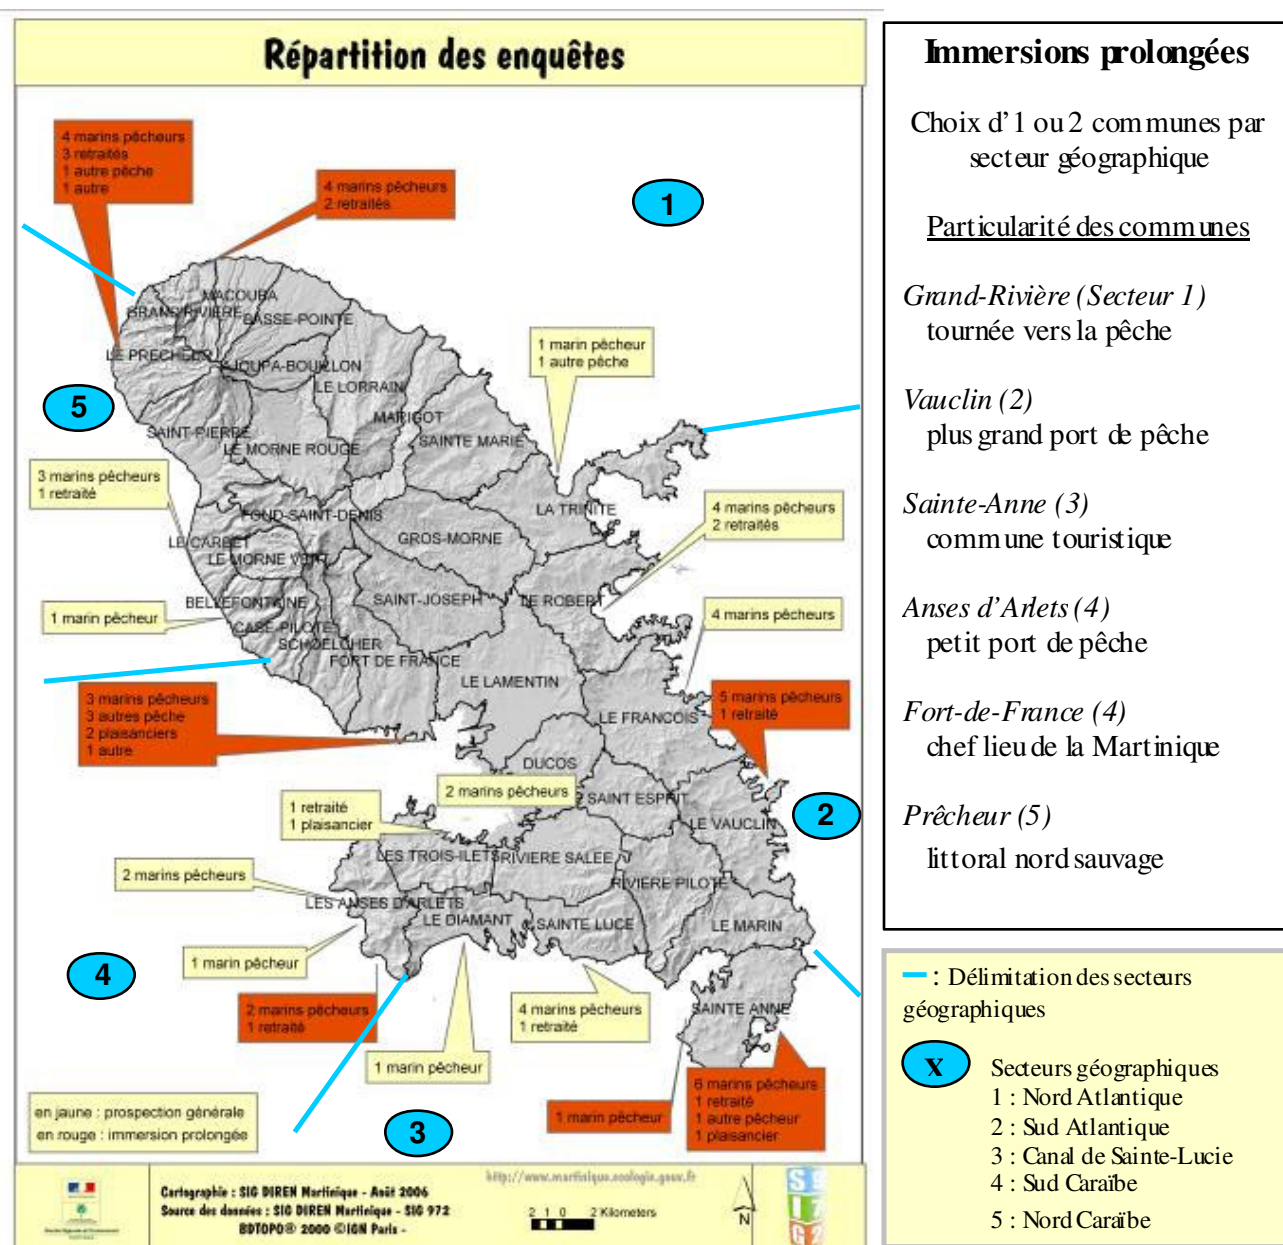 Répartition des enquêtes
4 marins pêcheurs
3 retraités
1 autre pêche
1 autre
4 marins pêcheurs
2 retraités
1
MACOUBA
GRAND RIVIERE
BASSE-POINTE
LE PRECHEUR
AJOUPA-BOUILLON
LE LORRAIN
1 marin pêcheur
1 autre pêche
5
MARIGOT
SAINT-PIERRE
SAINTE MARIE
LE MORNE ROUGE
3 marins pêcheurs
1 retraité
LA TRINITE
4 marins pêcheurs
2 retraités
FOUD-SAINT-DENIS
GROS-MORNE
LE CARBET
LE MORNE VERT
BELLEFONTAINE
SAINT-JOSEPH
LE ROBERT
1 marin pêcheur
4 marins pêcheurs
CASE-PILOTE
SCHOELCHER
FORT DE FRANCE
LE LAMENTIN
3 marins pêcheurs
3 autres pêche
2 plaisanciers
1 autre
5 marins pêcheurs
1 retraité
LE FRANCOIS
DUCOS
2 marins pêcheurs
SAINT ESPRIT
1 retraité
1 plaisancier
2
LE VAUCLIN
LES TROIS-ILETS
RIVIERE SALEE
2 marins pêcheurs
RIVIERE PILOTE
LES ANSES D'ARLETS
LE DIAMANT
SAINTE LUCE
LE MARIN
1 marin pêcheur
4
2 marins pêcheurs
1 retraité
4 marins pêcheurs
1 retraité
SAINTE ANNE
1 marin pêcheur
6 marins pêcheurs
1 retraité
1 autre pêcheur
1 plaisancier
1 marin pêcheur
3
en jaune : prospection générale
en rouge : immersion prolongée
Cartographie : SIG DIREN Martinique - Août 2006
Source des données : SIG DIREN Martinique - SIG 972
BDTOPO® 2000 ©IGN Paris -
http://www.martinique.ecologie.gouv.fr
2 1 0 2 Kilometers
N
Immersions prolongées
Choix d'1 ou 2 communes par
secteur géographique
Particularité des communes
Grand-Rivière (Secteur 1)
tournée vers la pêche
Vauclin (2)
plus grand port de pêche
Sainte-Anne (3)
commune touristique
Anses d'Arlets (4)
petit port de pêche
Fort-de-France (4)
chef lieu de la Martinique
Prêcheur (5)
littoral nord sauvage
: Délimitation des secteurs
géographiques
X
Secteurs géographiques
1 : Nord Atlantique
2 : Sud Atlantique
3 : Canal de Sainte-Lucie
4 : Sud Caraïbe
5 : Nord Caraïbe